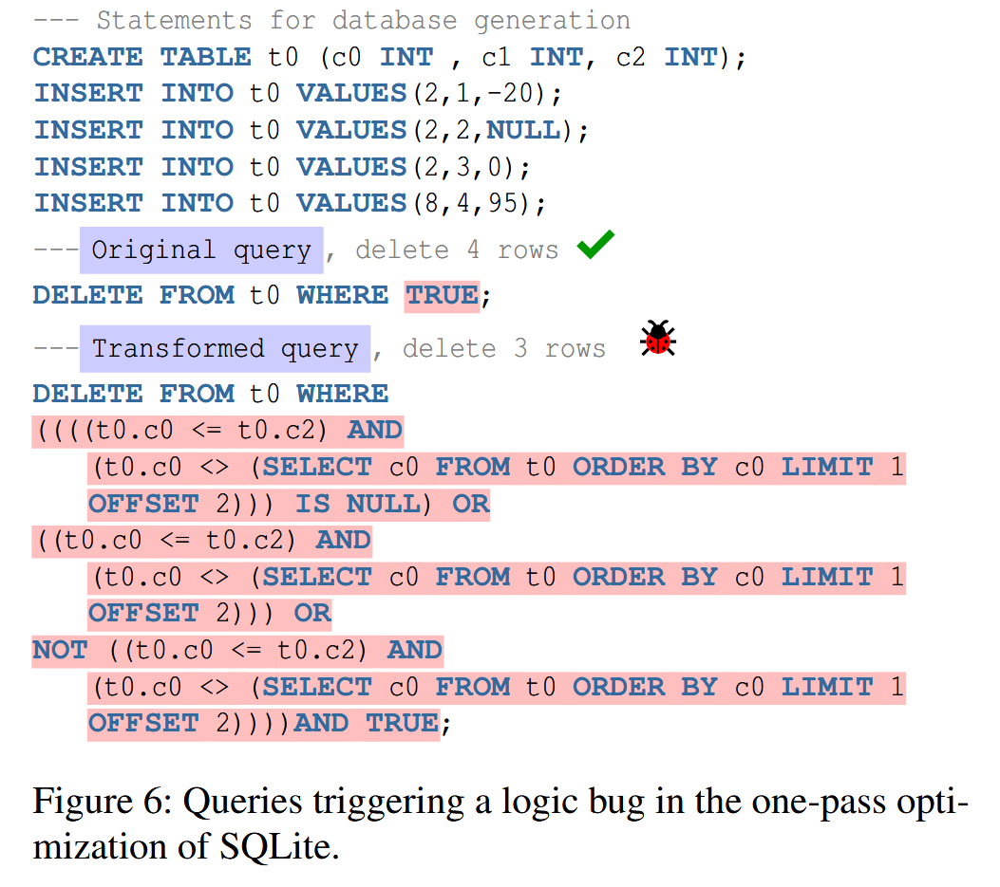 --- Statements for database generation
CREATE TABLE t0 (c0 INT , c1 INT, c2 INT);
INSERT INTO t0 VALUES(2,1,-20);
INSERT INTO t0 VALUES(2,2,NULL);
INSERT INTO t0 VALUES(2,3,0);
INSERT INTO t0 VALUES(8,4,95);
--- Original query, delete 4 rows ✓
DELETE FROM t0 WHERE TRUE;
--- Transformed query, delete 3 rows
DELETE FROM t0 WHERE
((((t0.c0 <= t0.c2) AND
(t0.c0 <> (SELECT c0 FROM t0 ORDER BY c0 LIMIT 1
OFFSET 2))) IS NULL) OR
((t0.c0 <= t0.c2) AND
(t0.c0 <> (SELECT c0 FROM t0 ORDER BY c0 LIMIT 1
OFFSET 2))) OR
NOT ((t0.c0 <= t0.c2) AND
(t0.c0 <> (SELECT c0 FROM t0 ORDER BY c0 LIMIT 1
OFFSET 2))))AND TRUE;
Figure 6: Queries triggering a logic bug in the one-pass opti-
mization of SQLite.